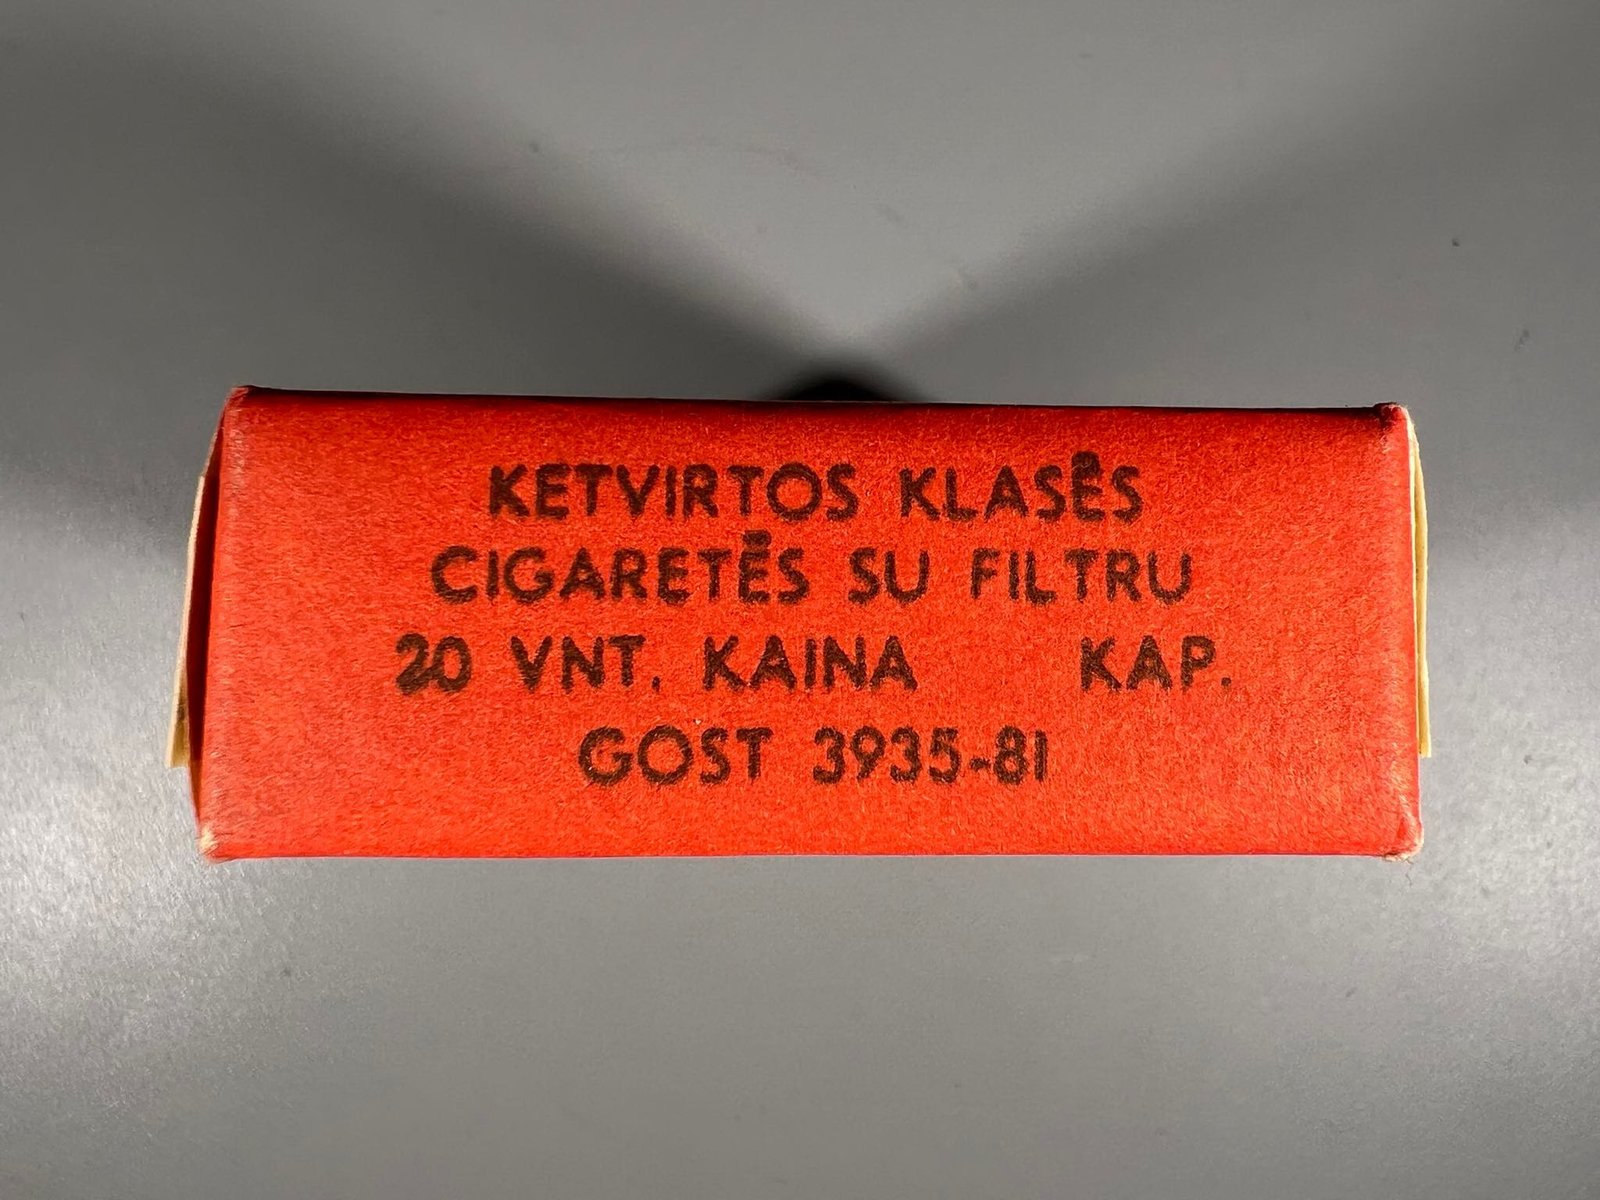 KETVIRTOS KLASĖS
CIGARETĖS SU FILTRU
20 VNT. KAINA KAP.
GOST 3935-81